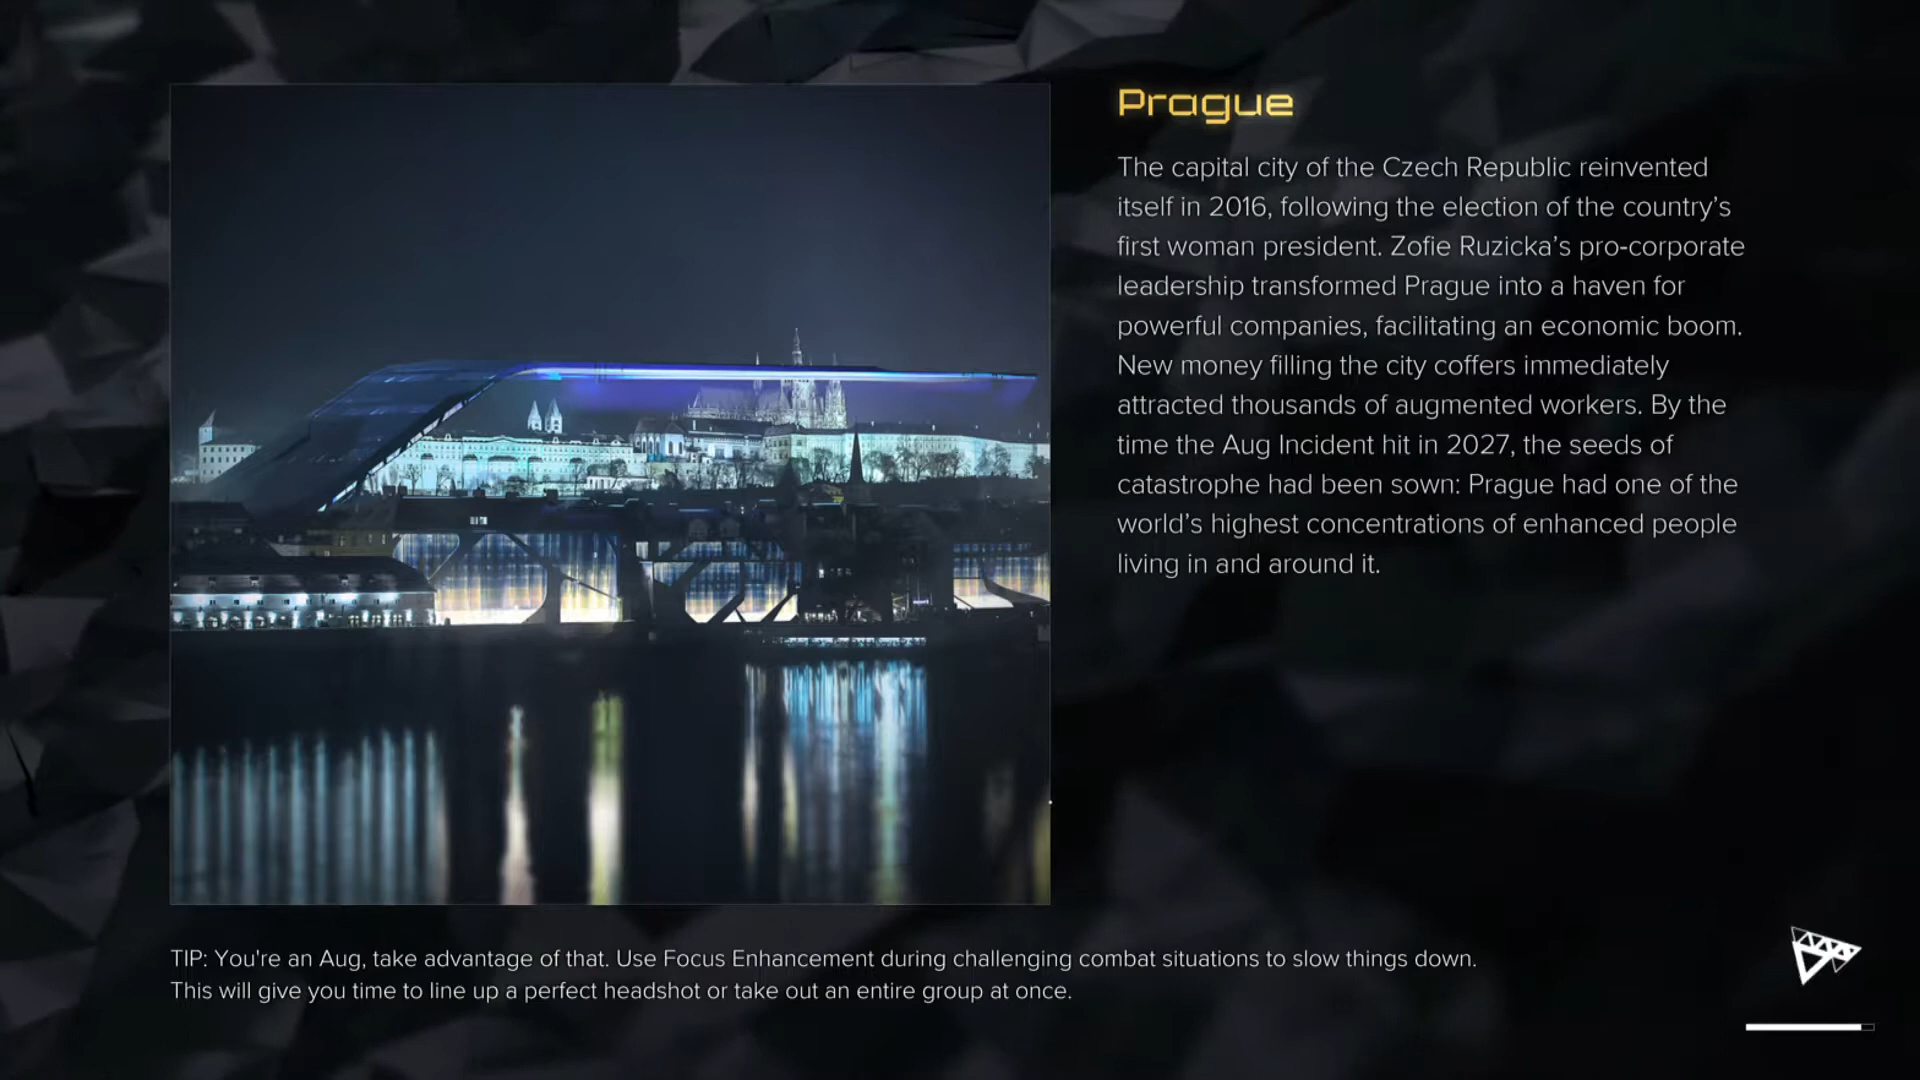 Prague
The capital city of the Czech Republic reinvented
itself in 2016, following the election of the country’s
first woman president. Zofie Ruzicka’s pro-corporate
leadership transformed Prague into a haven for
powerful companies, facilitating an economic boom.
New money filling the city coffers immediately
attracted thousands of augmented workers. By the
time the Aug Incident hit in 2027, the seeds of
catastrophe had been sown: Prague had one of the
world’s highest concentrations of enhanced people
living in and around it.
TIP: You're an Aug, take advantage of that. Use Focus Enhancement during challenging combat situations to slow things down.
This will give you time to line up a perfect headshot or take out an entire group at once.